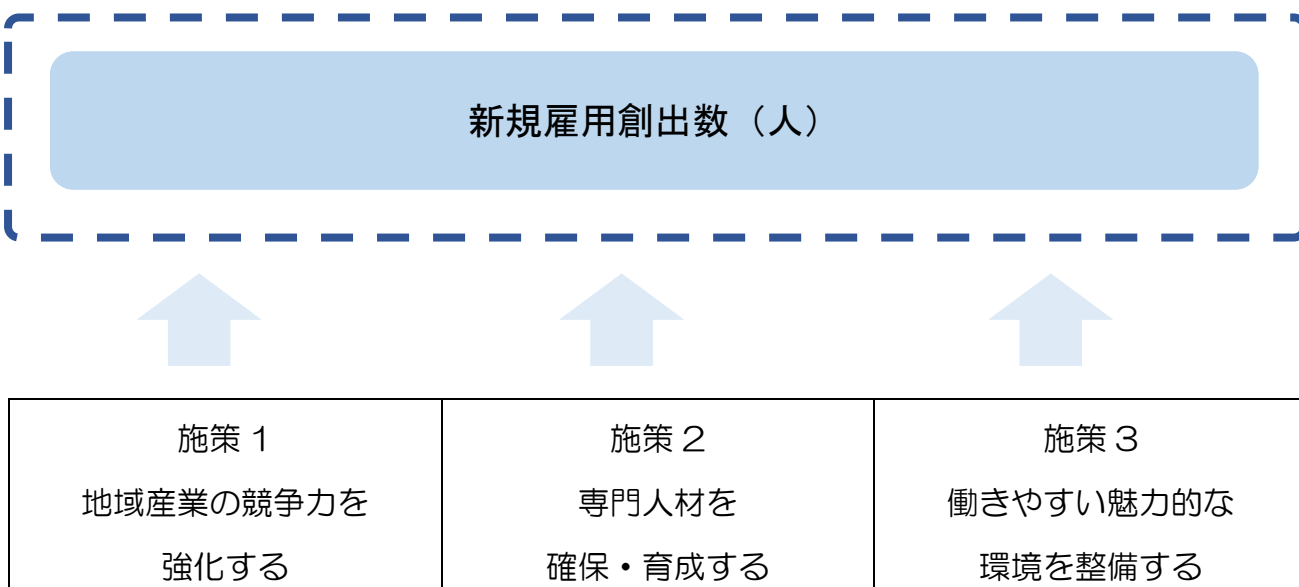 新規雇用創出数（人）
施策１
地域産業の競争力を
強化する
施策２
専門人材を
確保・育成する
施策３
働きやすい魅力的な
環境を整備する